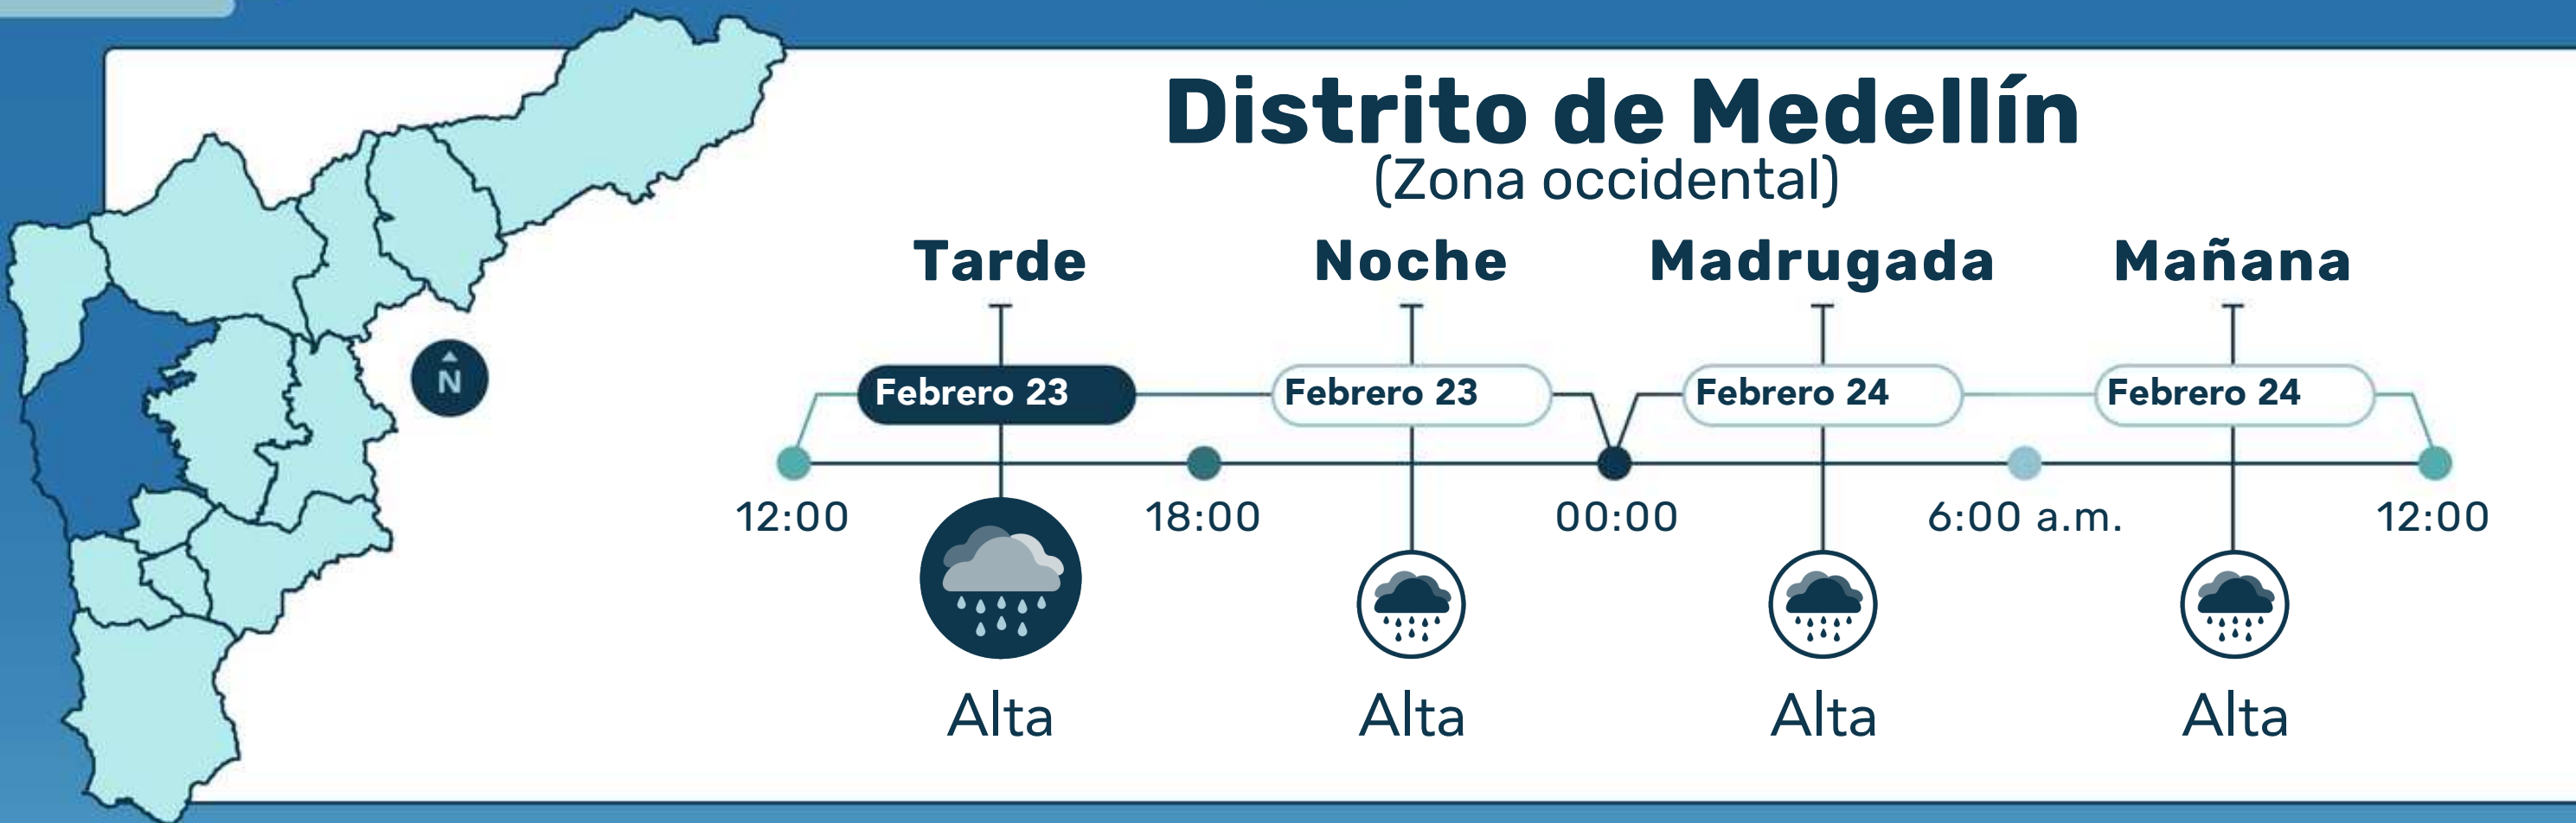 Distrito de Medellín
(Zona occidental)
Tarde Noche Madrugada Mañana
Febrero 23 Febrero 23 Febrero 24 Febrero 24
N
12:00 18:00 00:00 6:00 a.m. 12:00
Alta Alta Alta Alta